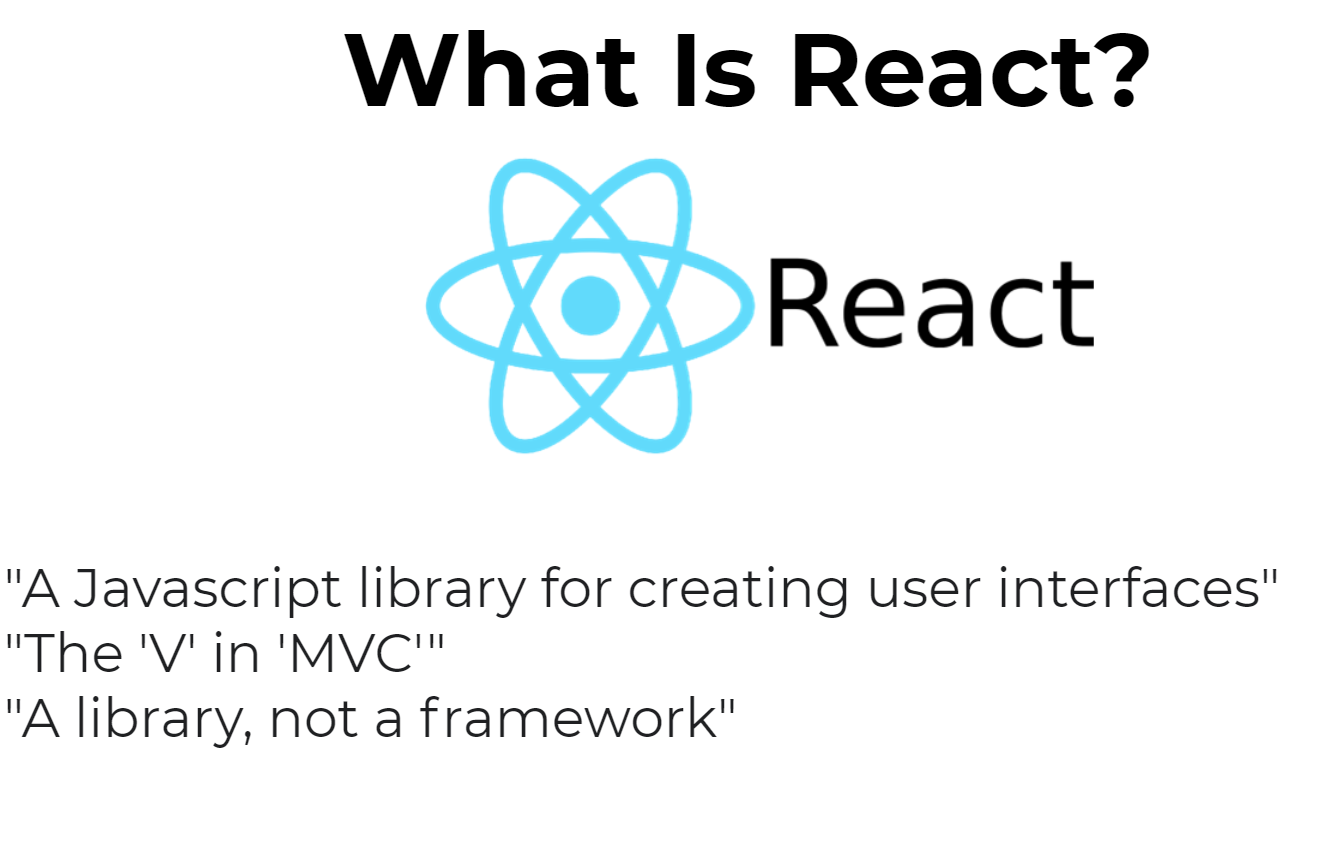 What Is React?
React
"A Javascript library for creating user interfaces"
"The 'V' in 'MVC'"
"A library, not a framework"